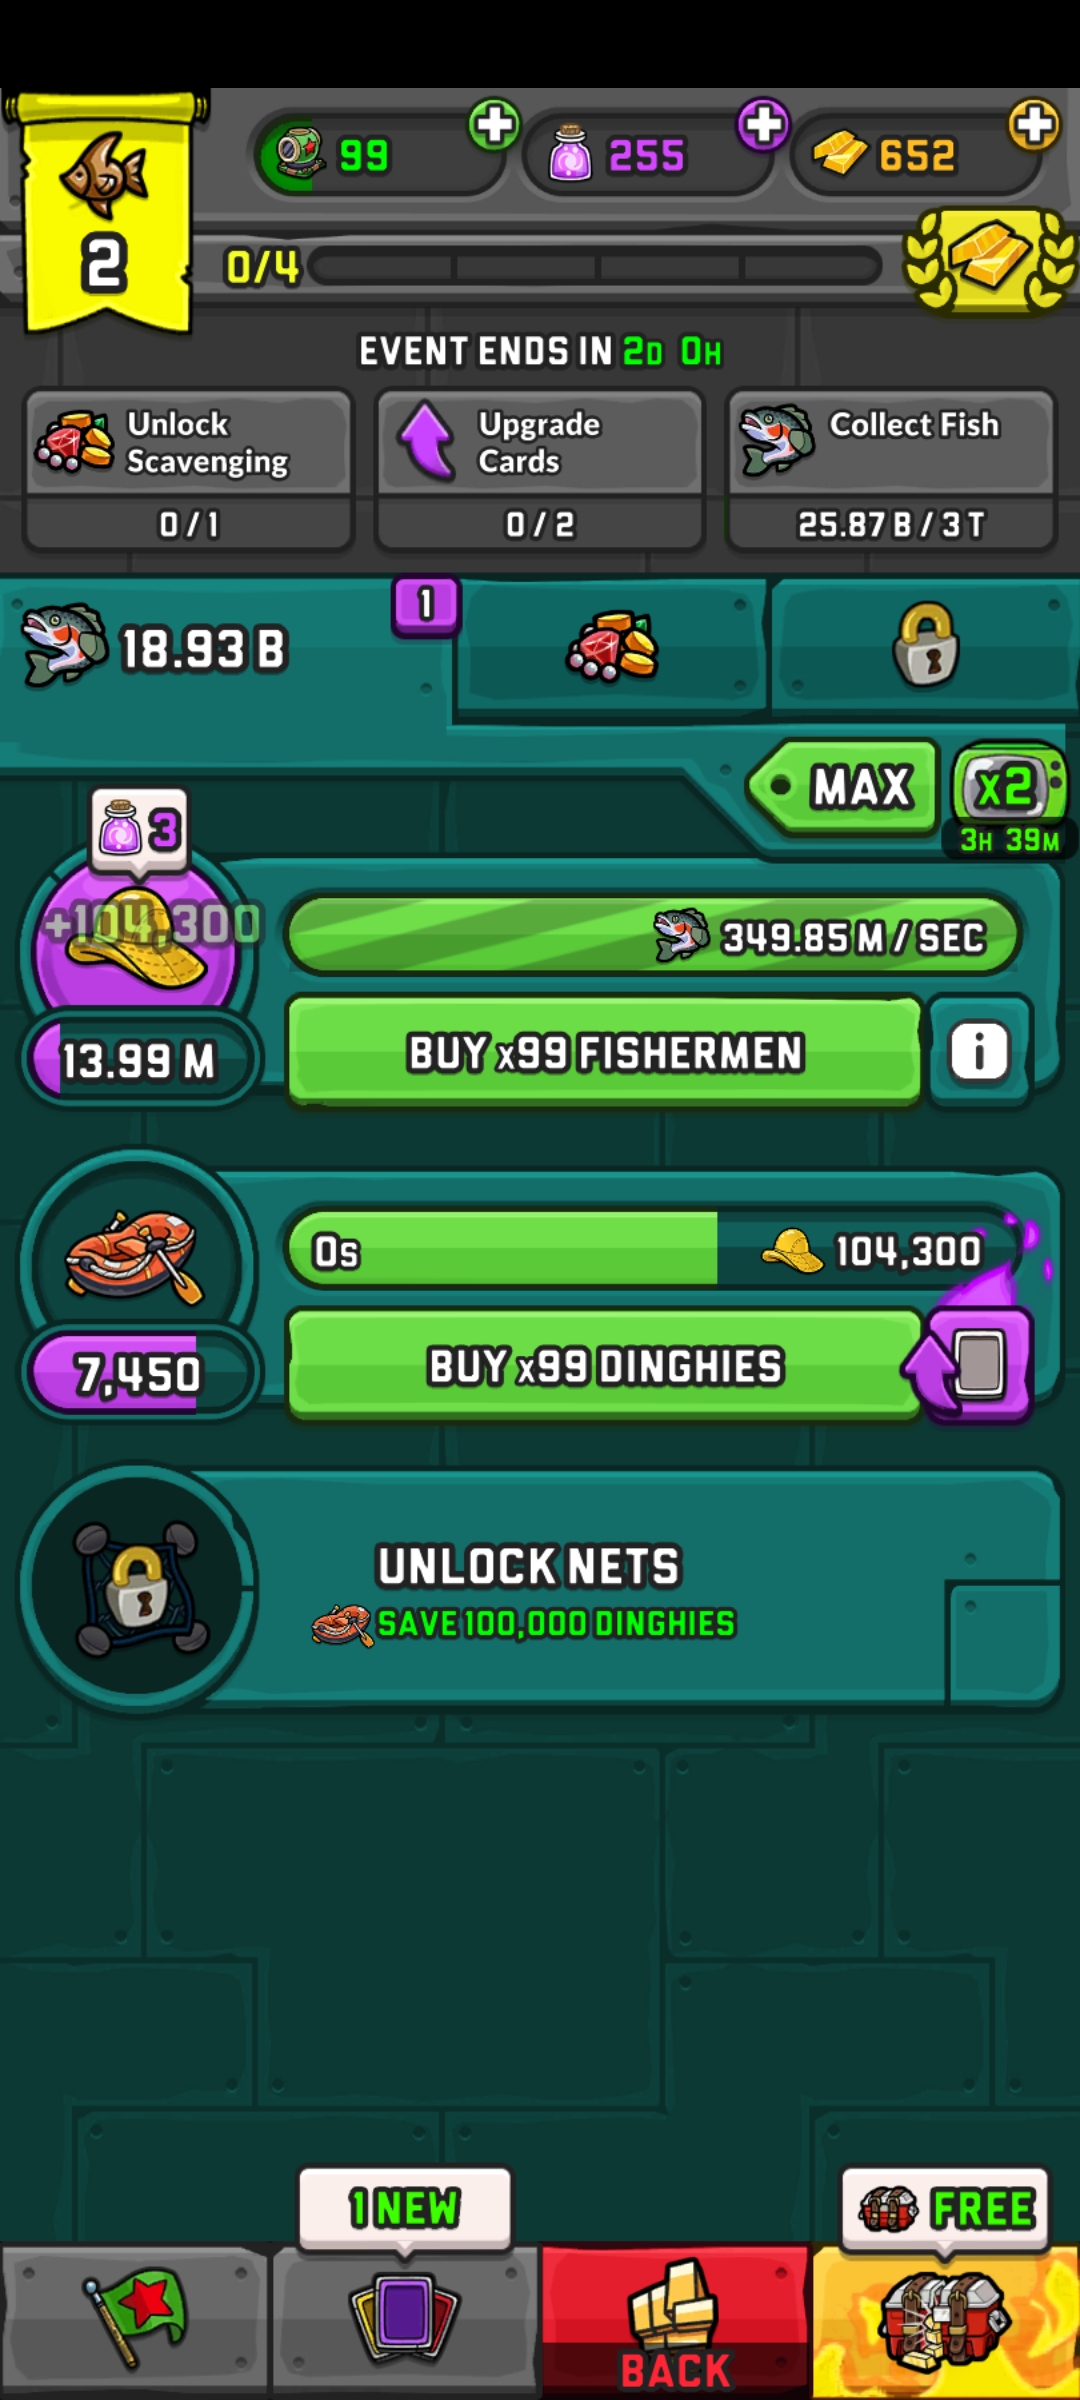 99
255
652
2
0/4
EVENT ENDS IN 2D 0H
Unlock
Scavenging
0 / 1
Upgrade
Cards
0 / 2
Collect Fish
25.87 B / 3 T
18.93 B
1
MAX
x2
3H 39M
3
+104,300
349.85 M / SEC
13.99 M
BUY x99 FISHERMEN
i
0s
104,300
7,450
BUY x99 DINGHIES
UNLOCK NETS
SAVE 100,000 DINGHIES
1 NEW
FREE
BACK